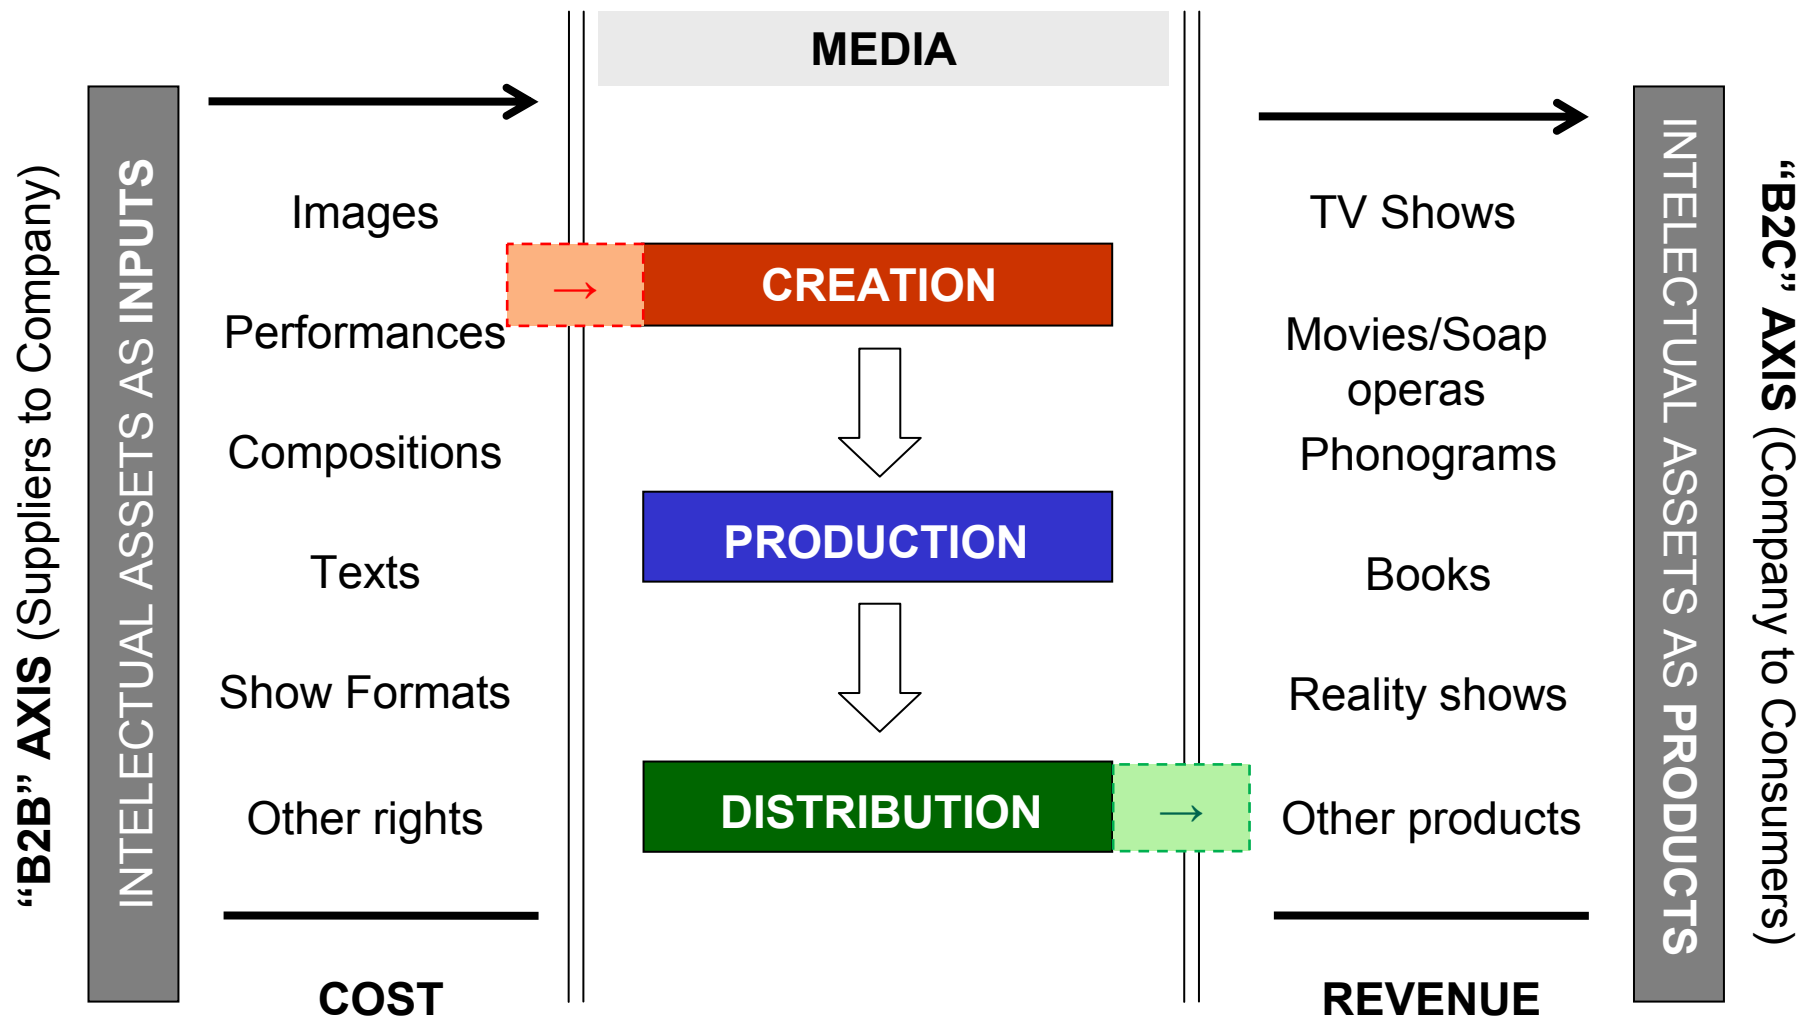 “B2B” AXIS (Suppliers to Company)
INTELECTUAL ASSETS AS INPUTS
Images
Performances
Compositions
Texts
Show Formats
Other rights
COST
MEDIA
→
CREATION
PRODUCTION
DISTRIBUTION
→
TV Shows
Movies/Soap
operas
Phonograms
Books
Reality shows
Other products
REVENUE
INTELECTUAL ASSETS AS PRODUCTS
“B2C” AXIS (Company to Consumers)